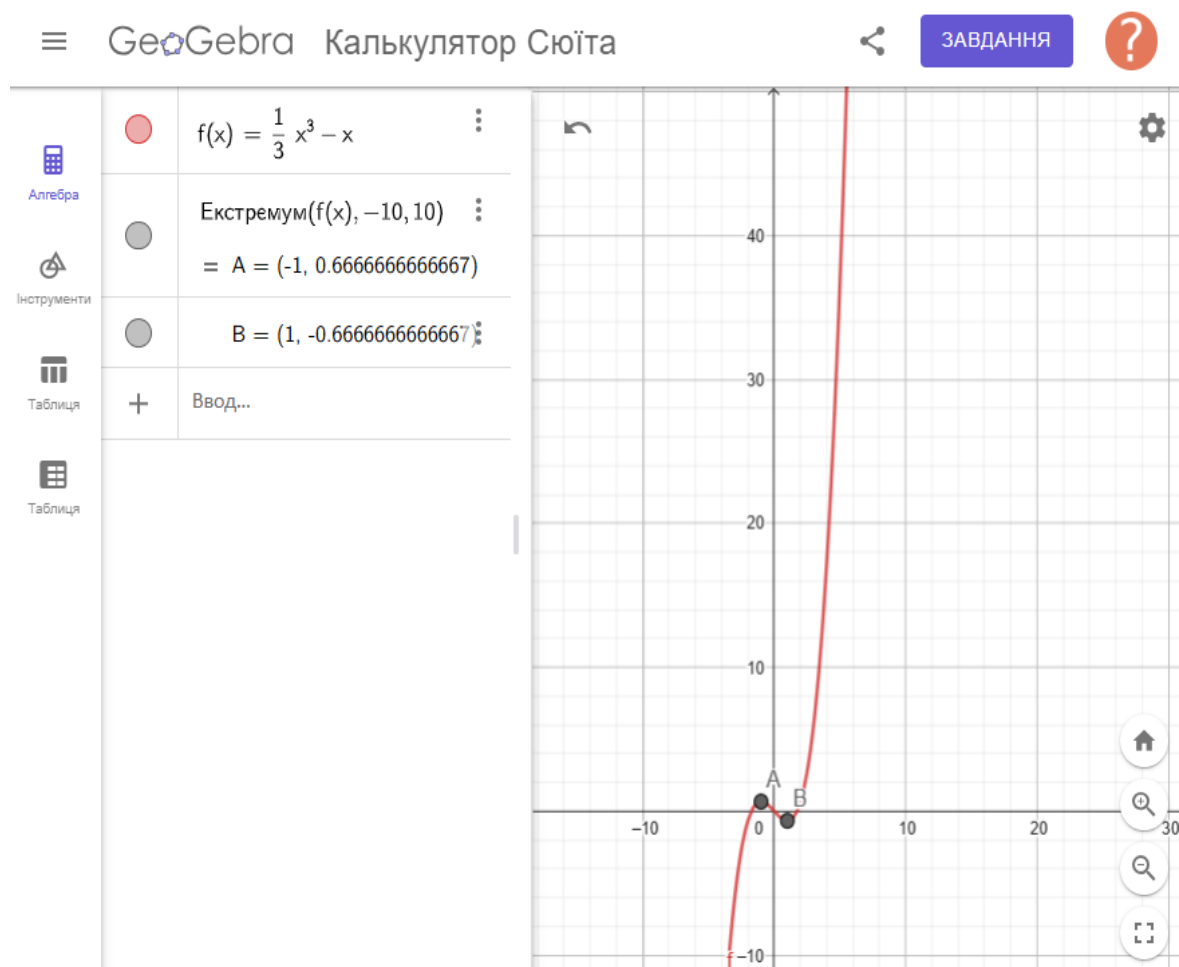 GeoGebra Калькулятор Сюїта
ЗАВДАННЯ
?
Алгебра
Інструменти
Таблиця
Таблиця
f(x) = 1/3 x³ − x
Екстремум(f(x), −10, 10)
= A = (-1, 0.6666666666667)
B = (1, -0.6666666666667)
+ Ввод...
40
30
20
10
A
B
−10 0 10 20 30
f −10